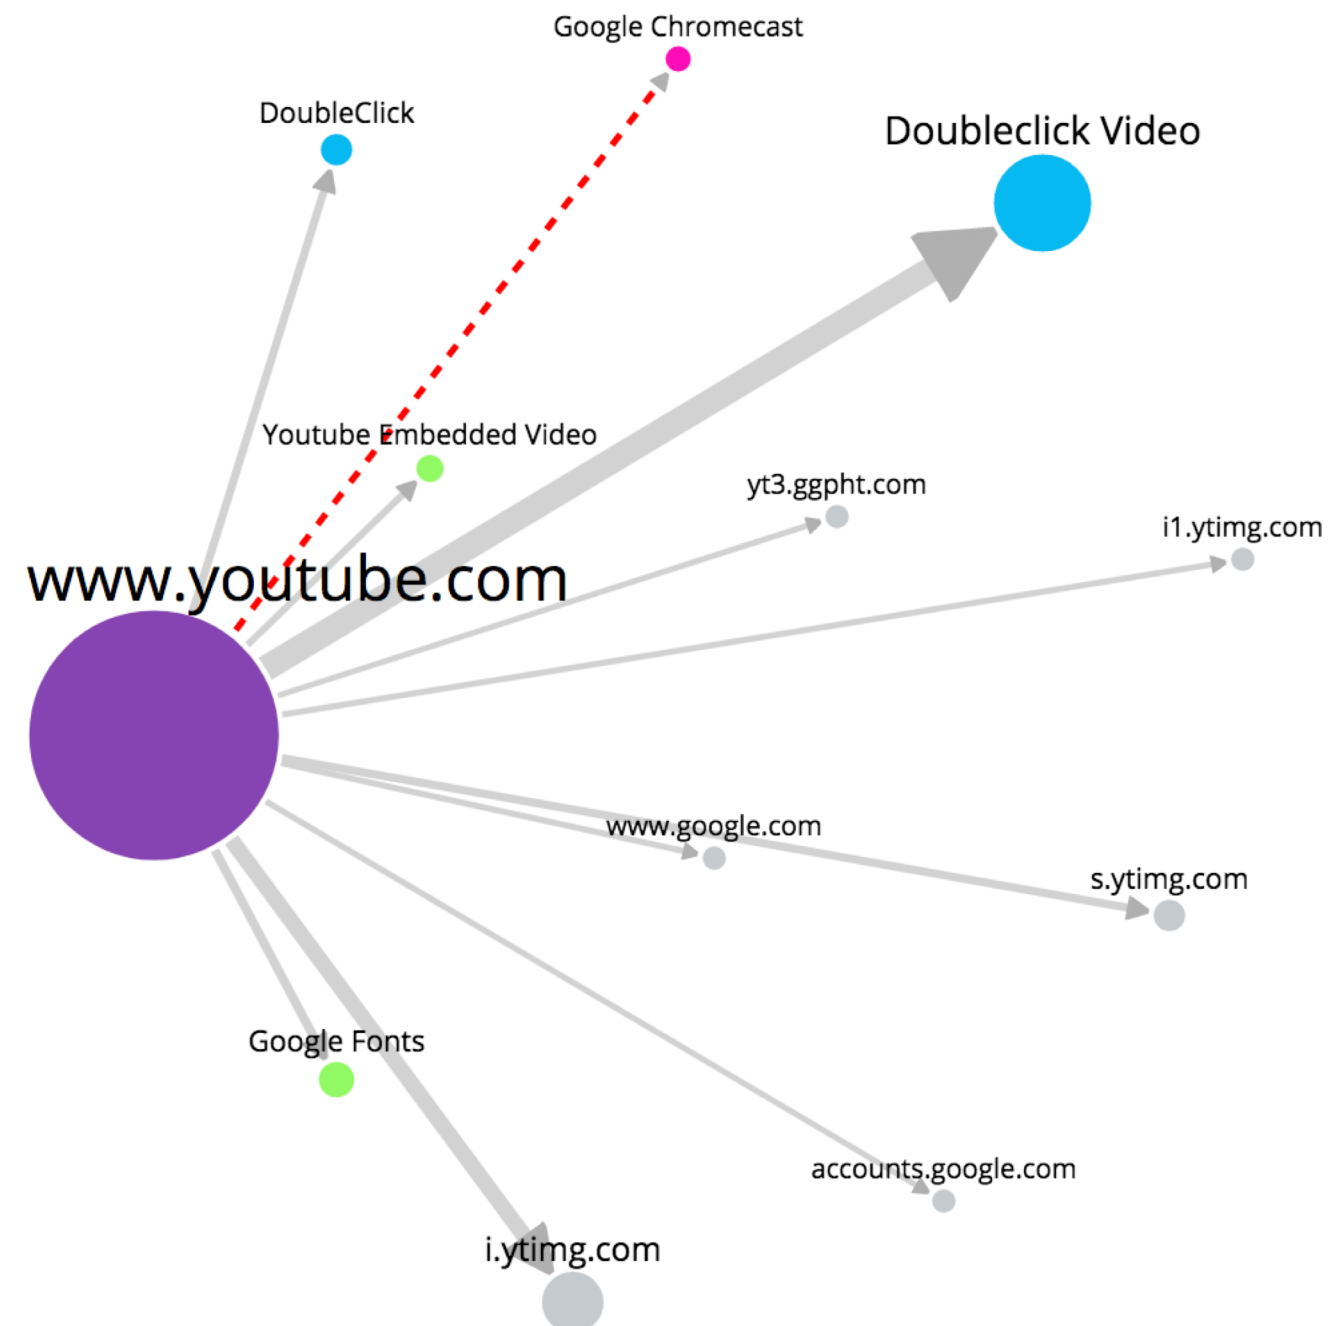 Google Chromecast
DoubleClick
Doubleclick Video
Youtube Embedded Video
yt3.ggpht.com
i1.ytimg.com
www.youtube.com
www.google.com
s.ytimg.com
Google Fonts
accounts.google.com
i.ytimg.com